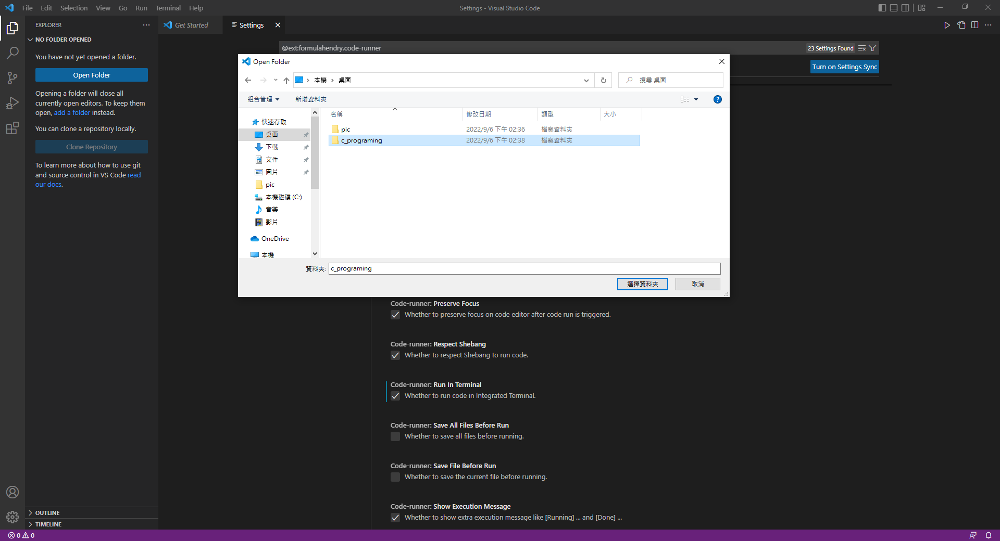 File Edit Selection View Go Run Terminal Help
Settings - Visual Studio Code
EXPLORER
Get Started
Settings
NO FOLDER OPENED
You have not yet opened a folder.
Open Folder
Opening a folder will close all
currently open editors. To keep them
open, add a folder instead.
You can clone a repository locally.
Clone Repository
To learn more about how to use git
and source control in VS Code read
our docs.
OUTLINE
TIMELINE
@ext:formulahendry.code-runner
23 Settings Found
Turn on Settings Sync
Open Folder
本機 桌面
搜尋 桌面
組合管理 新增資料夾
快速存取
桌面
下載
文件
圖片
pic
本機磁碟 (C:)
音樂
影片
OneDrive
本機
名稱 修改日期 類型 大小
pic 2022/9/6 下午 02:36 檔案資料夾
c_programing 2022/9/6 下午 02:38 檔案資料夾
資料夾: c_programing
選擇資料夾 取消
Code-runner: Preserve Focus
Whether to preserve focus on code editor after code run is triggered.
Code-runner: Respect Shebang
Whether to respect Shebang to run code.
Code-runner: Run In Terminal
Whether to run code in Integrated Terminal.
Code-runner: Save All Files Before Run
Whether to save all files before running.
Code-runner: Save File Before Run
Whether to save the current file before running.
Code-runner: Show Execution Message
Whether to show extra execution message like [Running] ... and [Done] ...
0 0